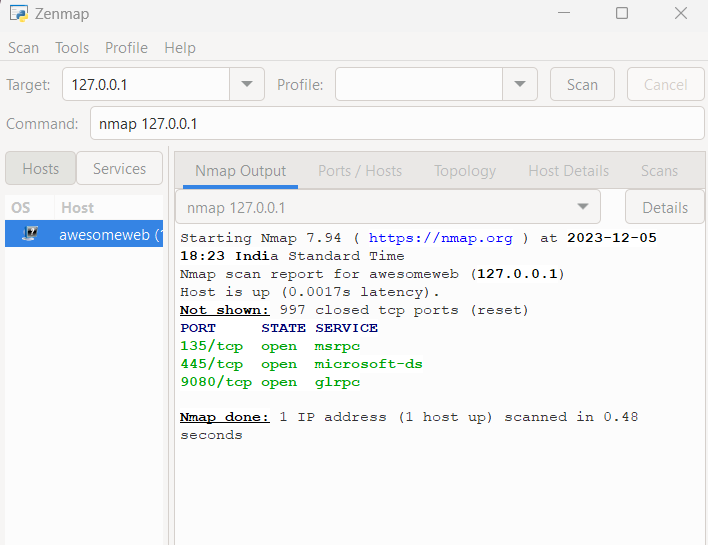 Zenmap
Scan Tools Profile Help
Target: 127.0.0.1 Profile: Scan Cancel
Command: nmap 127.0.0.1
Hosts Services
Nmap Output Ports / Hosts Topology Host Details Scans
OS Host
nmap 127.0.0.1 Details
awesomeweb (
Starting Nmap 7.94 ( https://nmap.org ) at 2023-12-05
18:23 India Standard Time
Nmap scan report for awesomeweb (127.0.0.1)
Host is up (0.0017s latency).
Not shown: 997 closed tcp ports (reset)
PORT STATE SERVICE
135/tcp open msrpc
445/tcp open microsoft-ds
9080/tcp open glrpc
Nmap done: 1 IP address (1 host up) scanned in 0.48
seconds